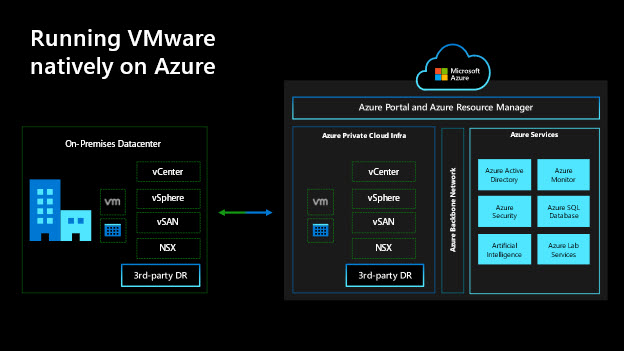 Running VMware
natively on Azure
Microsoft
Azure
Azure Portal and Azure Resource Manager
On-Premises Datacenter
vm
vCenter
vSphere
vSAN
NSX
3rd-party DR
Azure Private Cloud Infra
vm
vCenter
vSphere
vSAN
NSX
3rd-party DR
Azure Backbone Network
Azure Services
Azure Active
Directory
Azure
Monitor
Azure
Security
Azure SQL
Database
Artificial
Intelligence
Azure Lab
Services